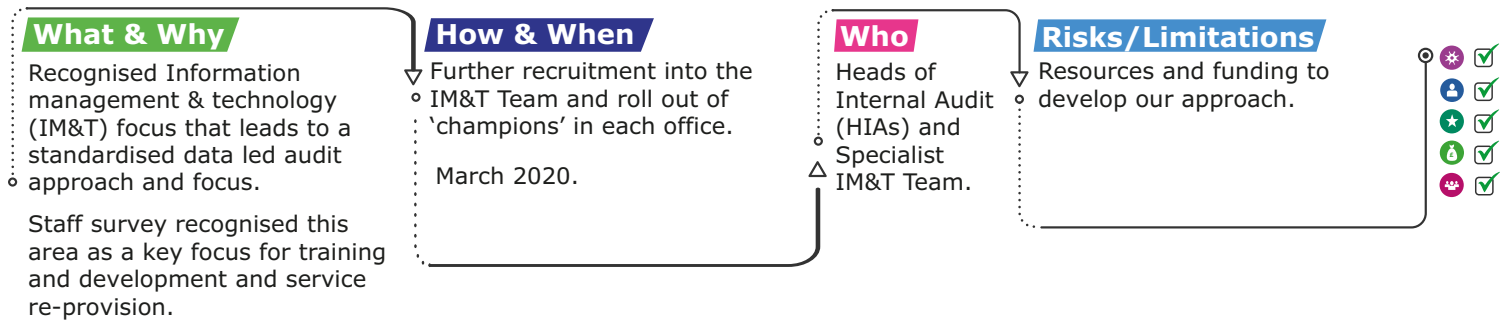 What & Why
Recognised Information
management & technology
(IM&T) focus that leads to a
standardised data led audit
approach and focus.
Staff survey recognised this
area as a key focus for training
and development and service
re-provision.
How & When
Further recruitment into the
IM&T Team and roll out of
‘champions’ in each office.
March 2020.
Who
Heads of
Internal Audit
(HIAs) and
Specialist
IM&T Team.
Risks/Limitations
Resources and funding to
develop our approach.
£